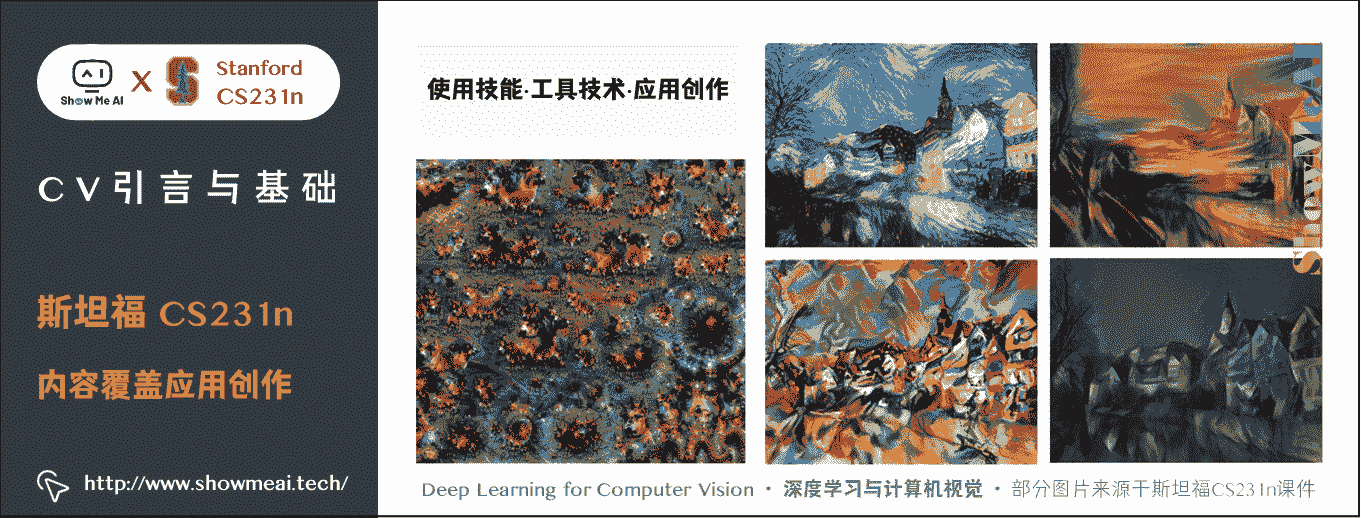 Show Me AI
X
Stanford
CS231n
CV引言与基础
斯坦福 CS231n
内容覆盖应用创作
http://www.showmeai.tech/
使用技能·工具技术·应用创作
Deep Learning for Computer Vision · 深度学习与计算机视觉 · 部分图片来源于斯坦福CS231n课件